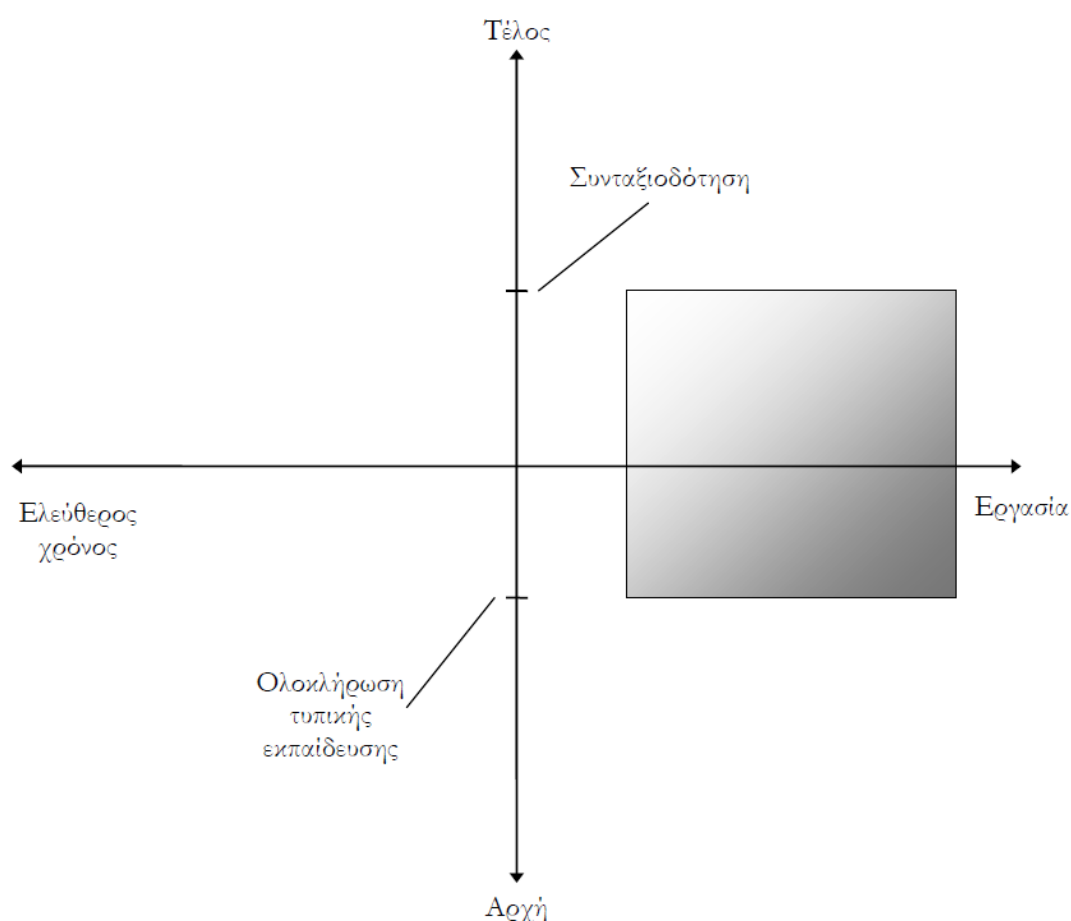 Τέλος
Συνταξιοδότηση
Ελεύθερος
χρόνος
Εργασία
Ολοκλήρωση
τυπικής
εκπαίδευσης
Αρχή